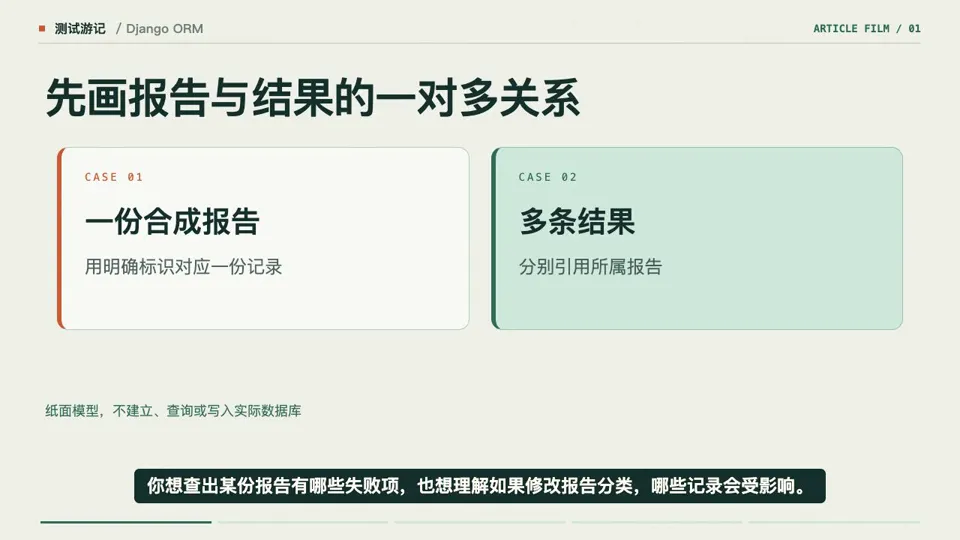 测试游记 / Django ORM
ARTICLE FILM / 01
先画报告与结果的一对多关系
CASE 01
一份合成报告
用明确标识对应一份记录
CASE 02
多条结果
分别引用所属报告
纸面模型，不建立、查询或写入实际数据库
你想查出某份报告有哪些失败项，也想理解如果修改报告分类，哪些记录会受影响。